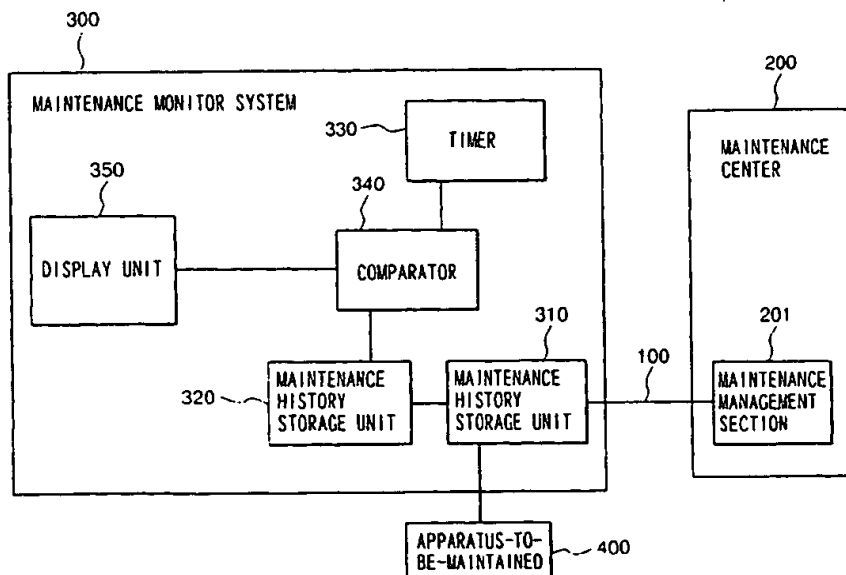 300
MAINTENANCE MONITOR SYSTEM
330
TIMER
200
MAINTENANCE
CENTER
350
DISPLAY UNIT
340
COMPARATOR
310
320
MAINTENANCE
HISTORY
STORAGE UNIT
MAINTENANCE
HISTORY
STORAGE UNIT
100
201
MAINTENANCE
MANAGEMENT
SECTION
APPARATUS-TO-
BE-MAINTAINED
400